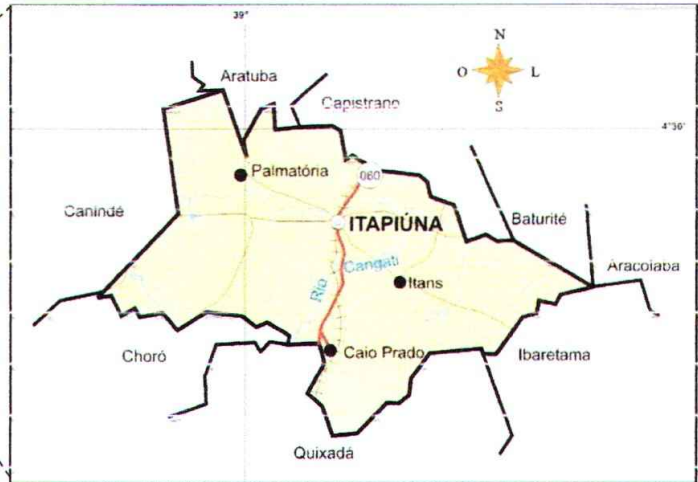 39°
N
O L
S
Aratuba
Capistrano
4°30'
Palmatória
060
Canindé
ITAPIÚNA
Baturité
Rio Cangati
Aracoiaba
Itans
Choró
Caio Prado
Ibaretama
Quixadá